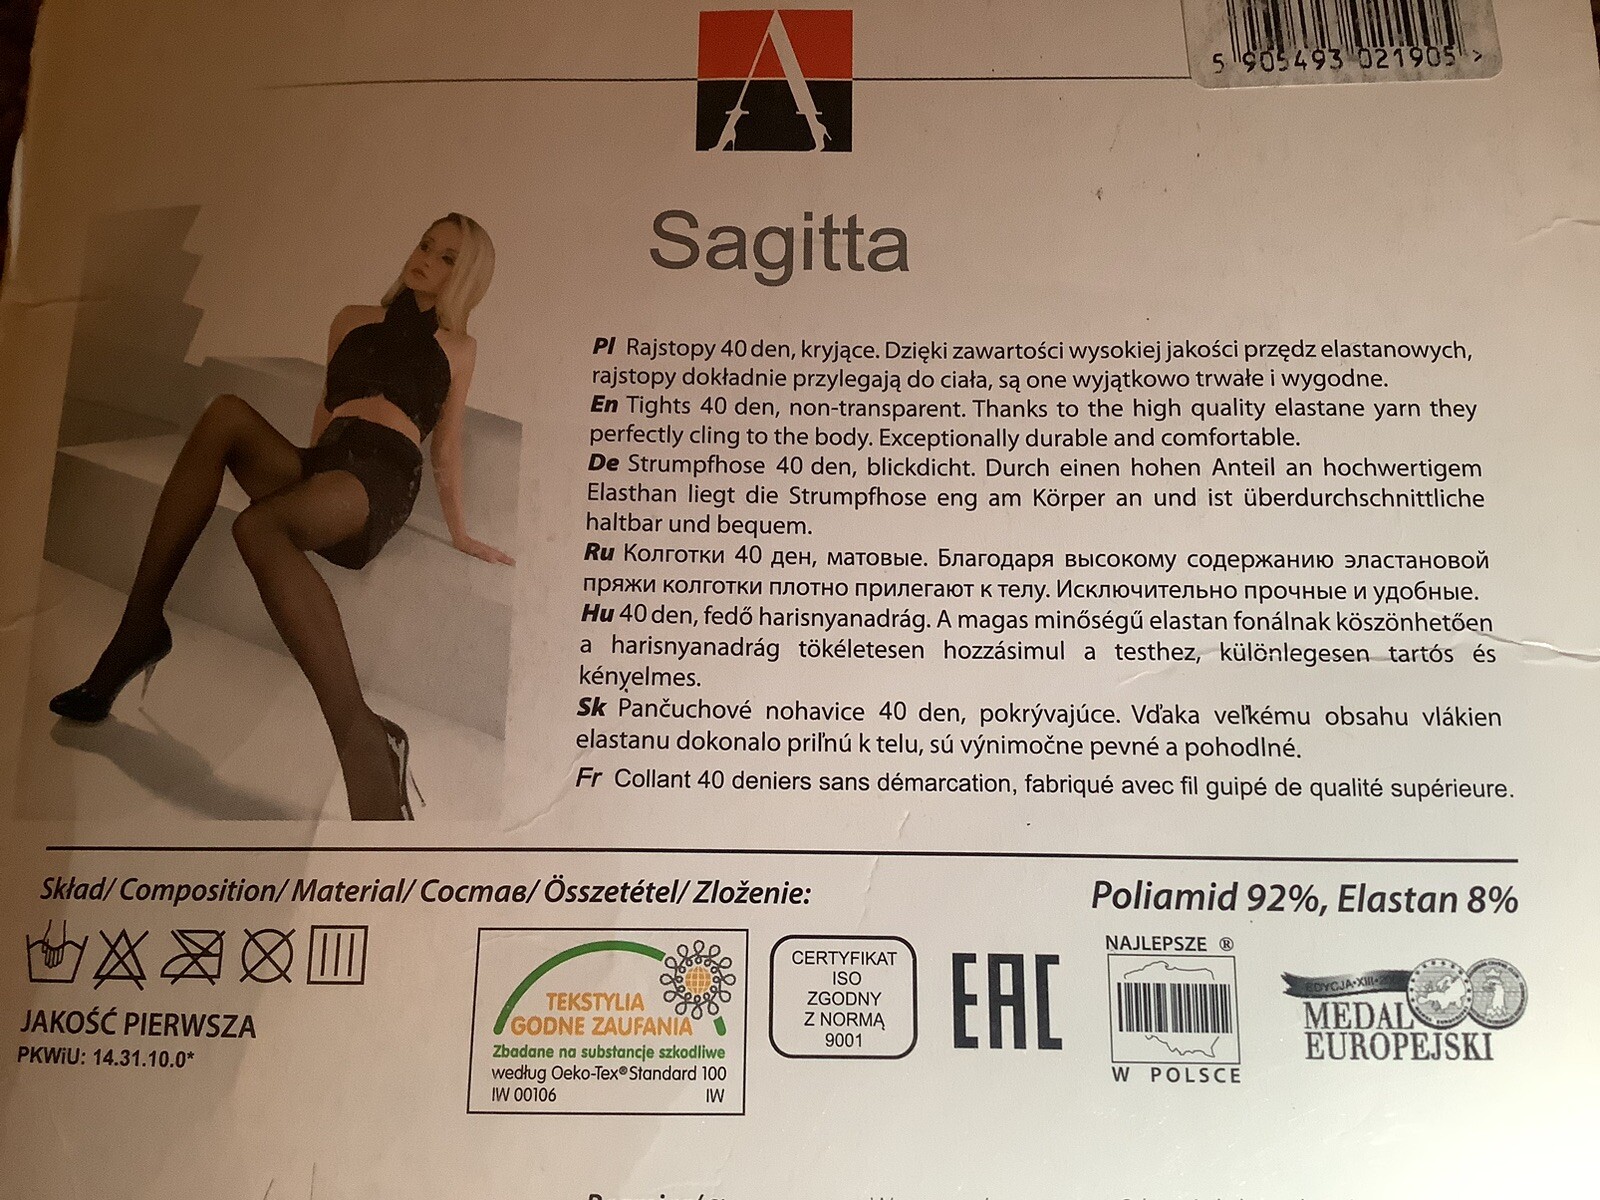 5 905493 021905 >
Sagitta
Pl Rajstopy 40 den, kryjące. Dzięki zawartości wysokiej jakości przędz elastanowych,
rajstopy dokładnie przylegają do ciała, są one wyjątkowo trwałe i wygodne.
En Tights 40 den, non-transparent. Thanks to the high quality elastane yarn they
perfectly cling to the body. Exceptionally durable and comfortable.
De Strumpfhose 40 den, blickdicht. Durch einen hohen Anteil an hochwertigem
Elasthan liegt die Strumpfhose eng am Körper an und ist überdurchschnittliche
haltbar und bequem.
Ru Колготки 40 ден, матовые. Благодаря высокому содержанию эластановой
пряжи колготки плотно прилегают к телу. Исключительно прочные и удобные.
Hu 40 den, fedő harisnyanadrág. A magas minőségű elastan fonálnak köszönhetően
a harisnyanadrág tökéletesen hozzásimul a testhez, különlegesen tartós és
kényelmes.
Sk Pančuchové nohavice 40 den, pokrývajúce. Vďaka veľkému obsahu vlákien
elastanu dokonalo priľnú k telu, sú výnimočne pevné a pohodlné.
Fr Collant 40 deniers sans démarcation, fabriqué avec fil guipé de qualité supérieure.
Skład/ Composition/ Material/ Состав/ Összetétel/ Zloženie:
Poliamid 92%, Elastan 8%
JAKOŚĆ PIERWSZA
PKWiU: 14.31.10.0*
TEKSTYLIA
GODNE ZAUFANIA
Zbadane na substancje szkodliwe
według Oeko-Tex® Standard 100
IW 00106 IW
CERTYFIKAT
ISO
ZGODNY
Z NORMĄ
9001
EAC
NAJLEPSZE ®
W POLSCE
EDYCJA•XIII•
MEDAL
EUROPEJSKI